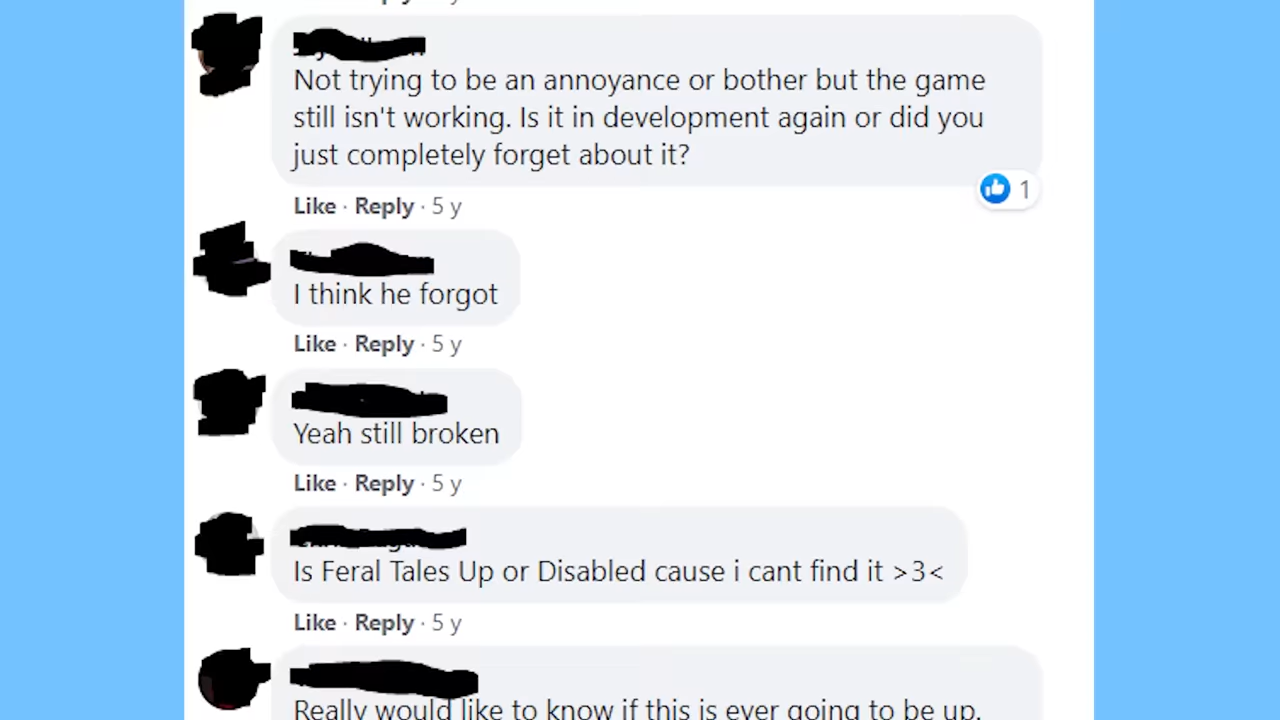 Not trying to be an annoyance or bother but the game
still isn't working. Is it in development again or did you
just completely forget about it?
1
Like · Reply · 5 y
I think he forgot
Like · Reply · 5 y
Yeah still broken
Like · Reply · 5 y
Is Feral Tales Up or Disabled cause i cant find it >3<
Like · Reply · 5 y
Really would like to know if this is ever going to be up.